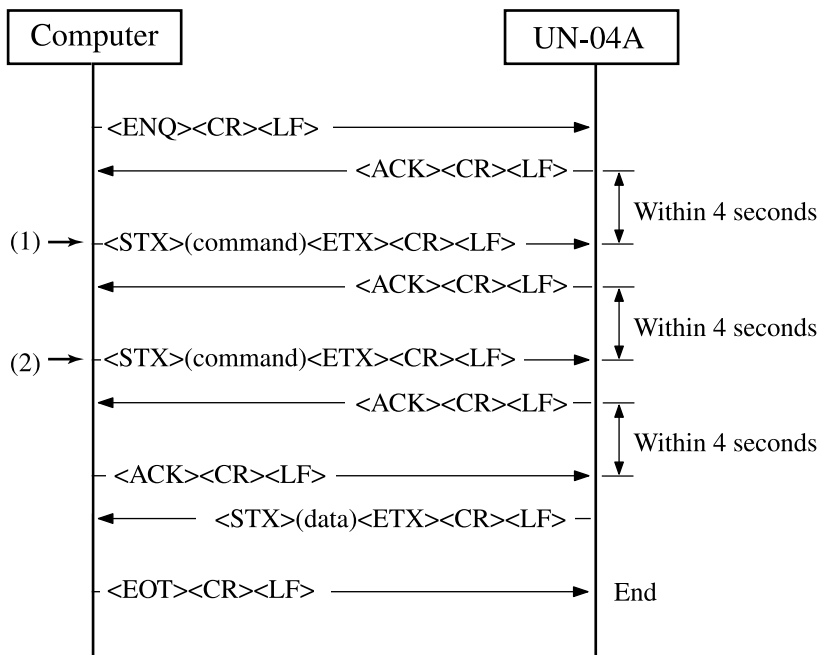 Computer
UN-04A
<ENQ><CR><LF>
<ACK><CR><LF>
Within 4 seconds
(1)
<STX>(command)<ETX><CR><LF>
<ACK><CR><LF>
Within 4 seconds
(2)
<STX>(command)<ETX><CR><LF>
<ACK><CR><LF>
Within 4 seconds
<ACK><CR><LF>
<STX>(data)<ETX><CR><LF>
<EOT><CR><LF>
End